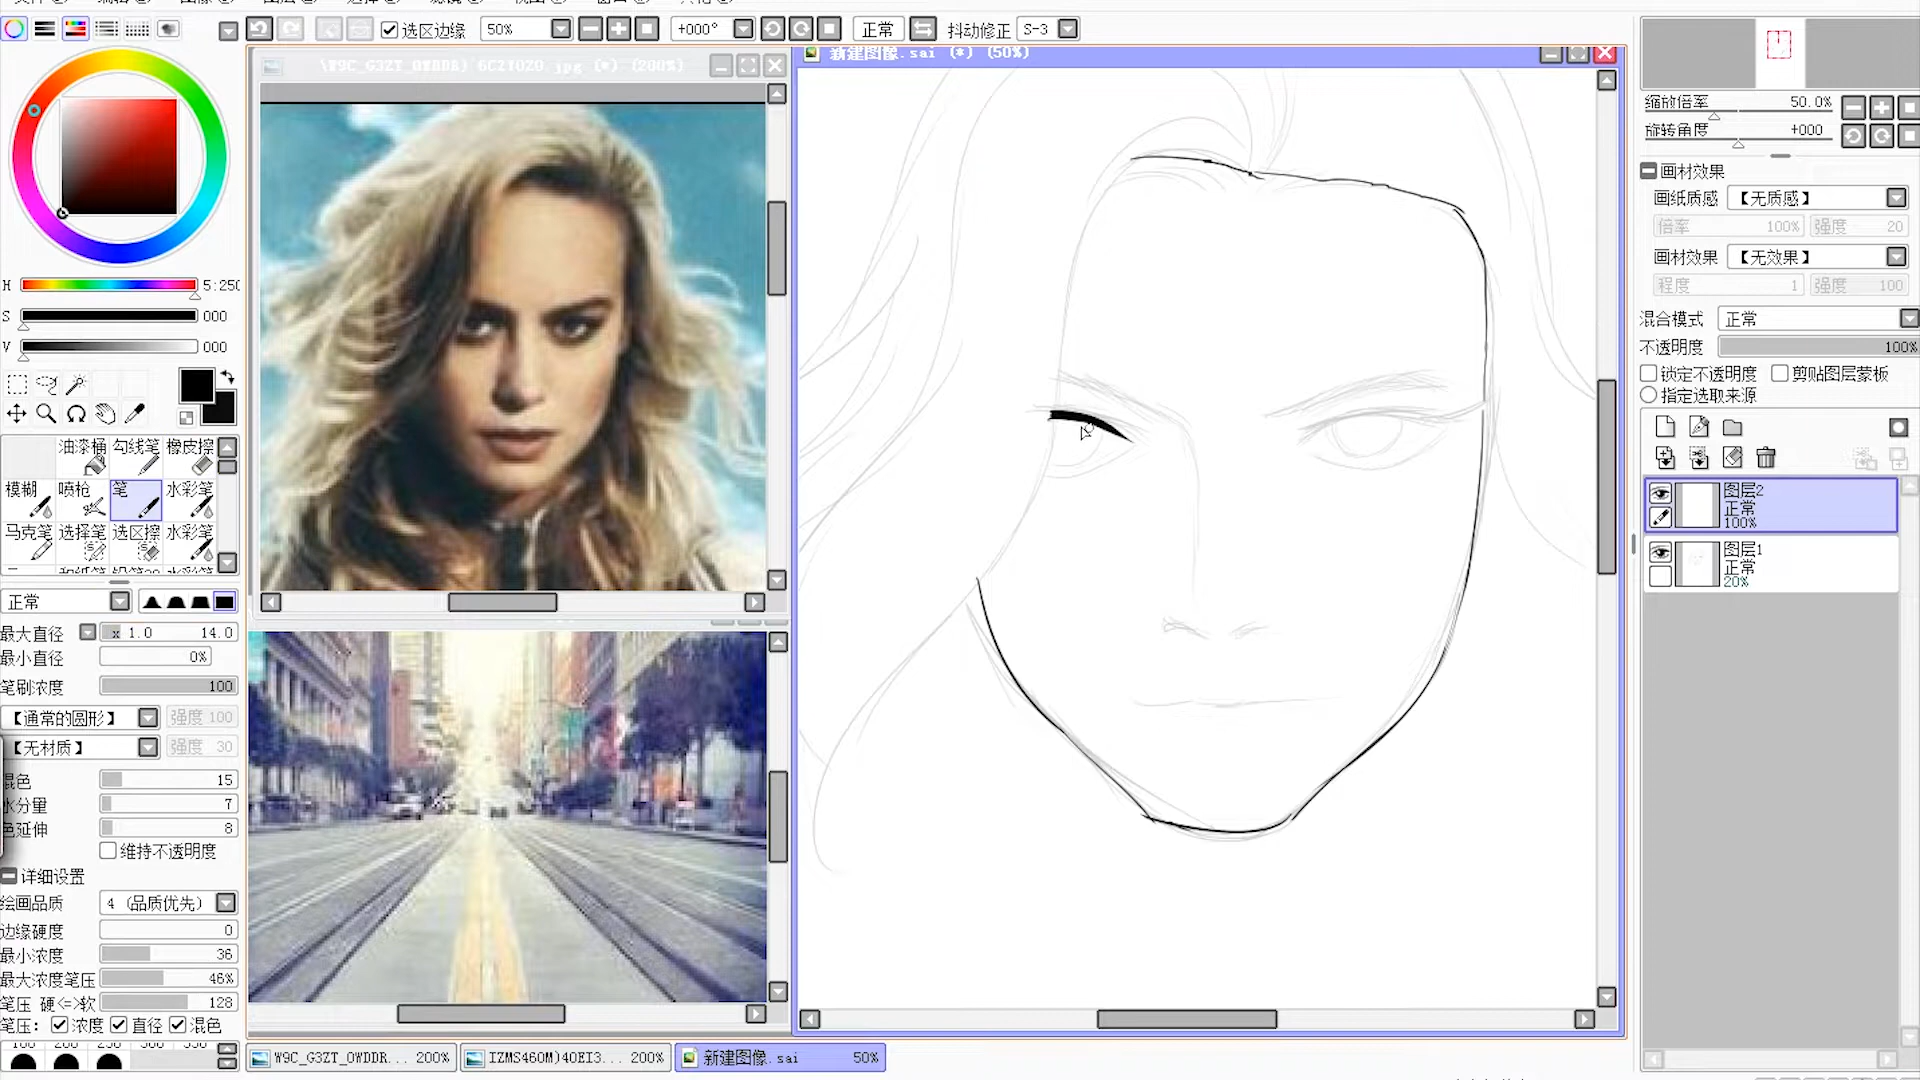 选区边缘
50%
+000°
正常
抖动修正
S-3
\W9C_G3ZT_OWDDR) 6CZY0Z0.jpg (*) (200%)
新建图像.sai (*) (50%)
H
S 000
V 000
油漆桶 勾线笔 橡皮擦
模糊 喷枪 笔 水彩笔
马克笔 选择笔 选区擦 水彩笔
正常
最大直径 x 1.0 14.0
最小直径 0%
笔刷浓度 100
【通常的圆形】 强度 100
【无材质】 强度 30
混色 15
水分量 7
色延伸 8
维持不透明度
详细设置
绘画品质 4 (品质优先)
边缘硬度 0
最小浓度 36
最大浓度笔压 46%
笔压 硬<=>软 128
笔压: 浓度 直径 混色
W9C_G3ZT_OWDDR... 200%
IZMS460M)40EI3... 200%
新建图像.sai 50%
缩放倍率 50.0%
旋转角度 +000
画材效果
画纸质感 【无质感】
倍率 100% 强度 20
画材效果 【无效果】
程度 1 强度 100
混合模式 正常
不透明度 100%
锁定不透明度 剪贴图层蒙板
指定选取来源
图层2
正常
100%
图层1
正常
20%